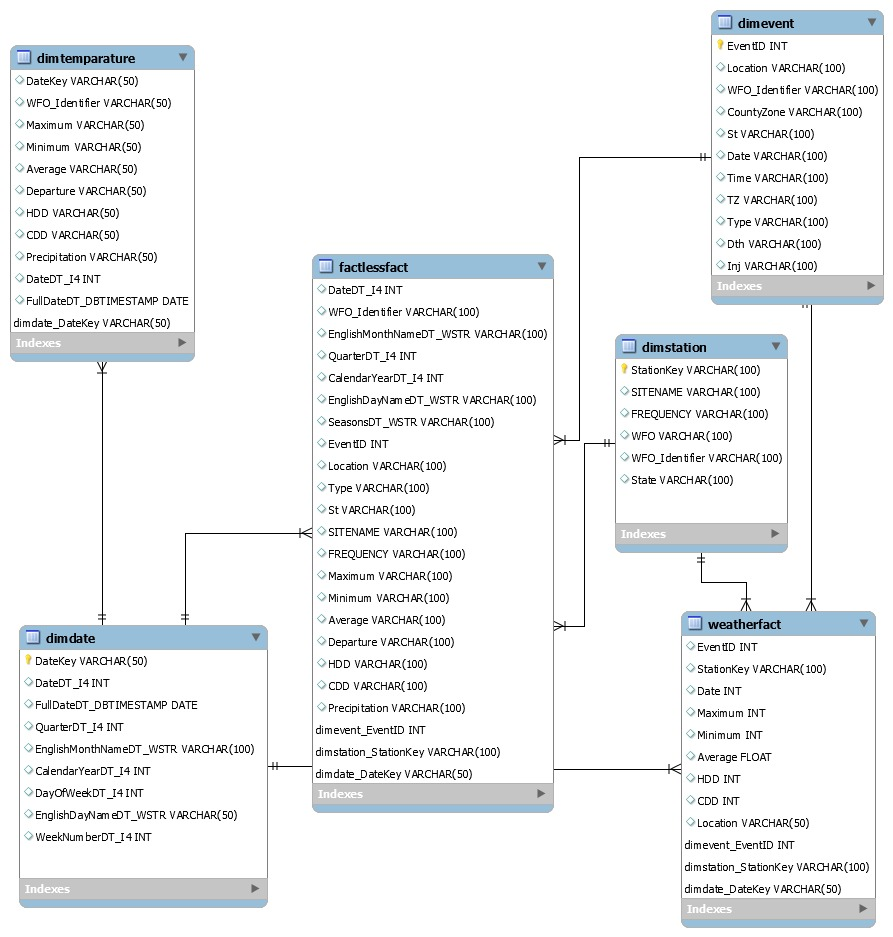 dimtemparature
DateKey VARCHAR(50)
WFO_Identifier VARCHAR(50)
Maximum VARCHAR(50)
Minimum VARCHAR(50)
Average VARCHAR(50)
Departure VARCHAR(50)
HDD VARCHAR(50)
CDD VARCHAR(50)
Precipitation VARCHAR(50)
DateDT_I4 INT
FullDateDT_DBTIMESTAMP DATE
dimdate_DateKey VARCHAR(50)
Indexes
dimevent
EventID INT
Location VARCHAR(100)
WFO_Identifier VARCHAR(100)
CountyZone VARCHAR(100)
St VARCHAR(100)
Date VARCHAR(100)
Time VARCHAR(100)
TZ VARCHAR(100)
Type VARCHAR(100)
Dth VARCHAR(100)
Inj VARCHAR(100)
Indexes
factlessfact
DateDT_I4 INT
WFO_Identifier VARCHAR(100)
EnglishMonthNameDT_WSTR VARCHAR(100)
QuarterDT_I4 INT
CalendarYearDT_I4 INT
EnglishDayNameDT_WSTR VARCHAR(100)
SeasonsDT_WSTR VARCHAR(100)
EventID INT
Location VARCHAR(100)
Type VARCHAR(100)
St VARCHAR(100)
SITENAME VARCHAR(100)
FREQUENCY VARCHAR(100)
Maximum VARCHAR(100)
Minimum VARCHAR(100)
Average VARCHAR(100)
Departure VARCHAR(100)
HDD VARCHAR(100)
CDD VARCHAR(100)
Precipitation VARCHAR(100)
dimevent_EventID INT
dimstation_StationKey VARCHAR(100)
dimdate_DateKey VARCHAR(50)
Indexes
dimstation
StationKey VARCHAR(100)
SITENAME VARCHAR(100)
FREQUENCY VARCHAR(100)
WFO VARCHAR(100)
WFO_Identifier VARCHAR(100)
State VARCHAR(100)
Indexes
dimdate
DateKey VARCHAR(50)
DateDT_I4 INT
FullDateDT_DBTIMESTAMP DATE
QuarterDT_I4 INT
EnglishMonthNameDT_WSTR VARCHAR(100)
CalendarYearDT_I4 INT
DayOfWeekDT_I4 INT
EnglishDayNameDT_WSTR VARCHAR(50)
WeekNumberDT_I4 INT
Indexes
weatherfact
EventID INT
StationKey VARCHAR(100)
Date INT
Maximum INT
Minimum INT
Average FLOAT
HDD INT
CDD INT
Location VARCHAR(50)
dimevent_EventID INT
dimstation_StationKey VARCHAR(100)
dimdate_DateKey VARCHAR(50)
Indexes